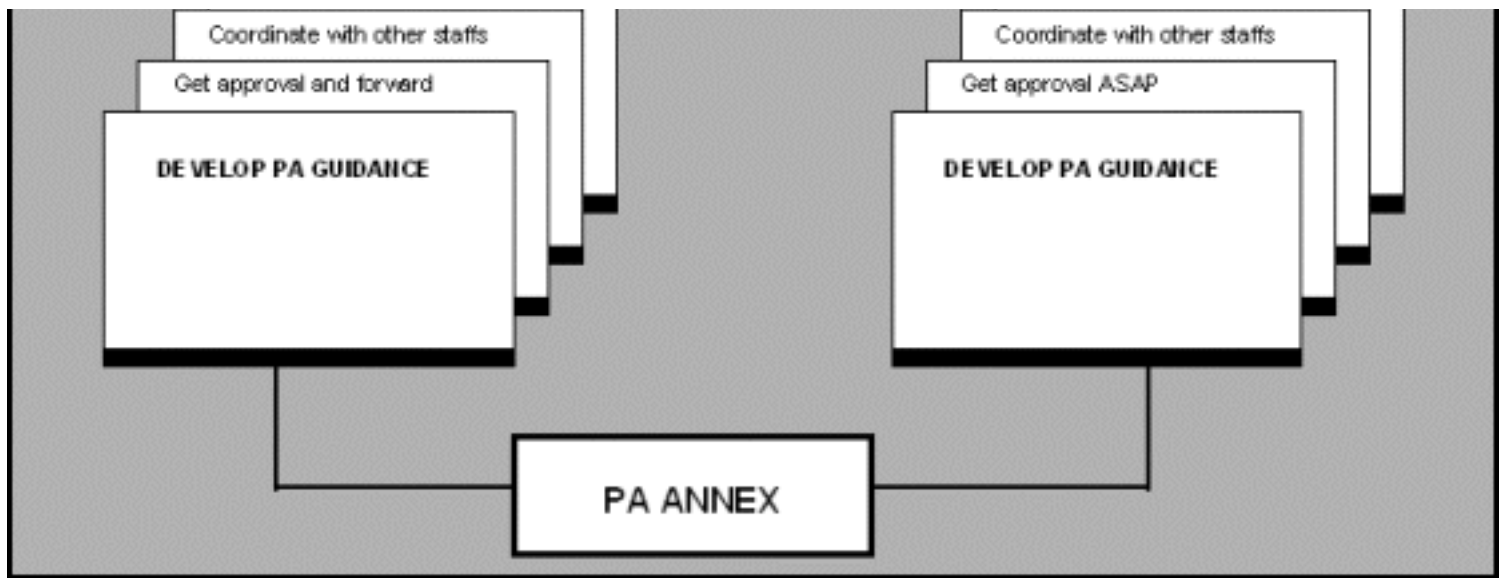 Coordinate with other staffs
Get approval and forward
DEVELOP PA GUIDANCE
Coordinate with other staffs
Get approval ASAP
DEVELOP PA GUIDANCE
PA ANNEX